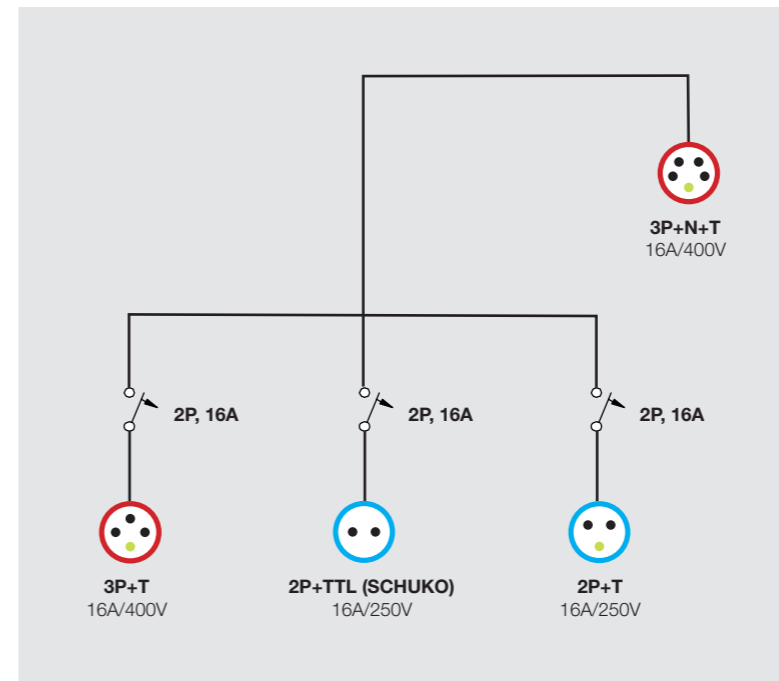 3P+N+T
16A/400V
2P, 16A
2P, 16A
2P, 16A
3P+T
16A/400V
2P+TTL (SCHUKO)
16A/250V
2P+T
16A/250V